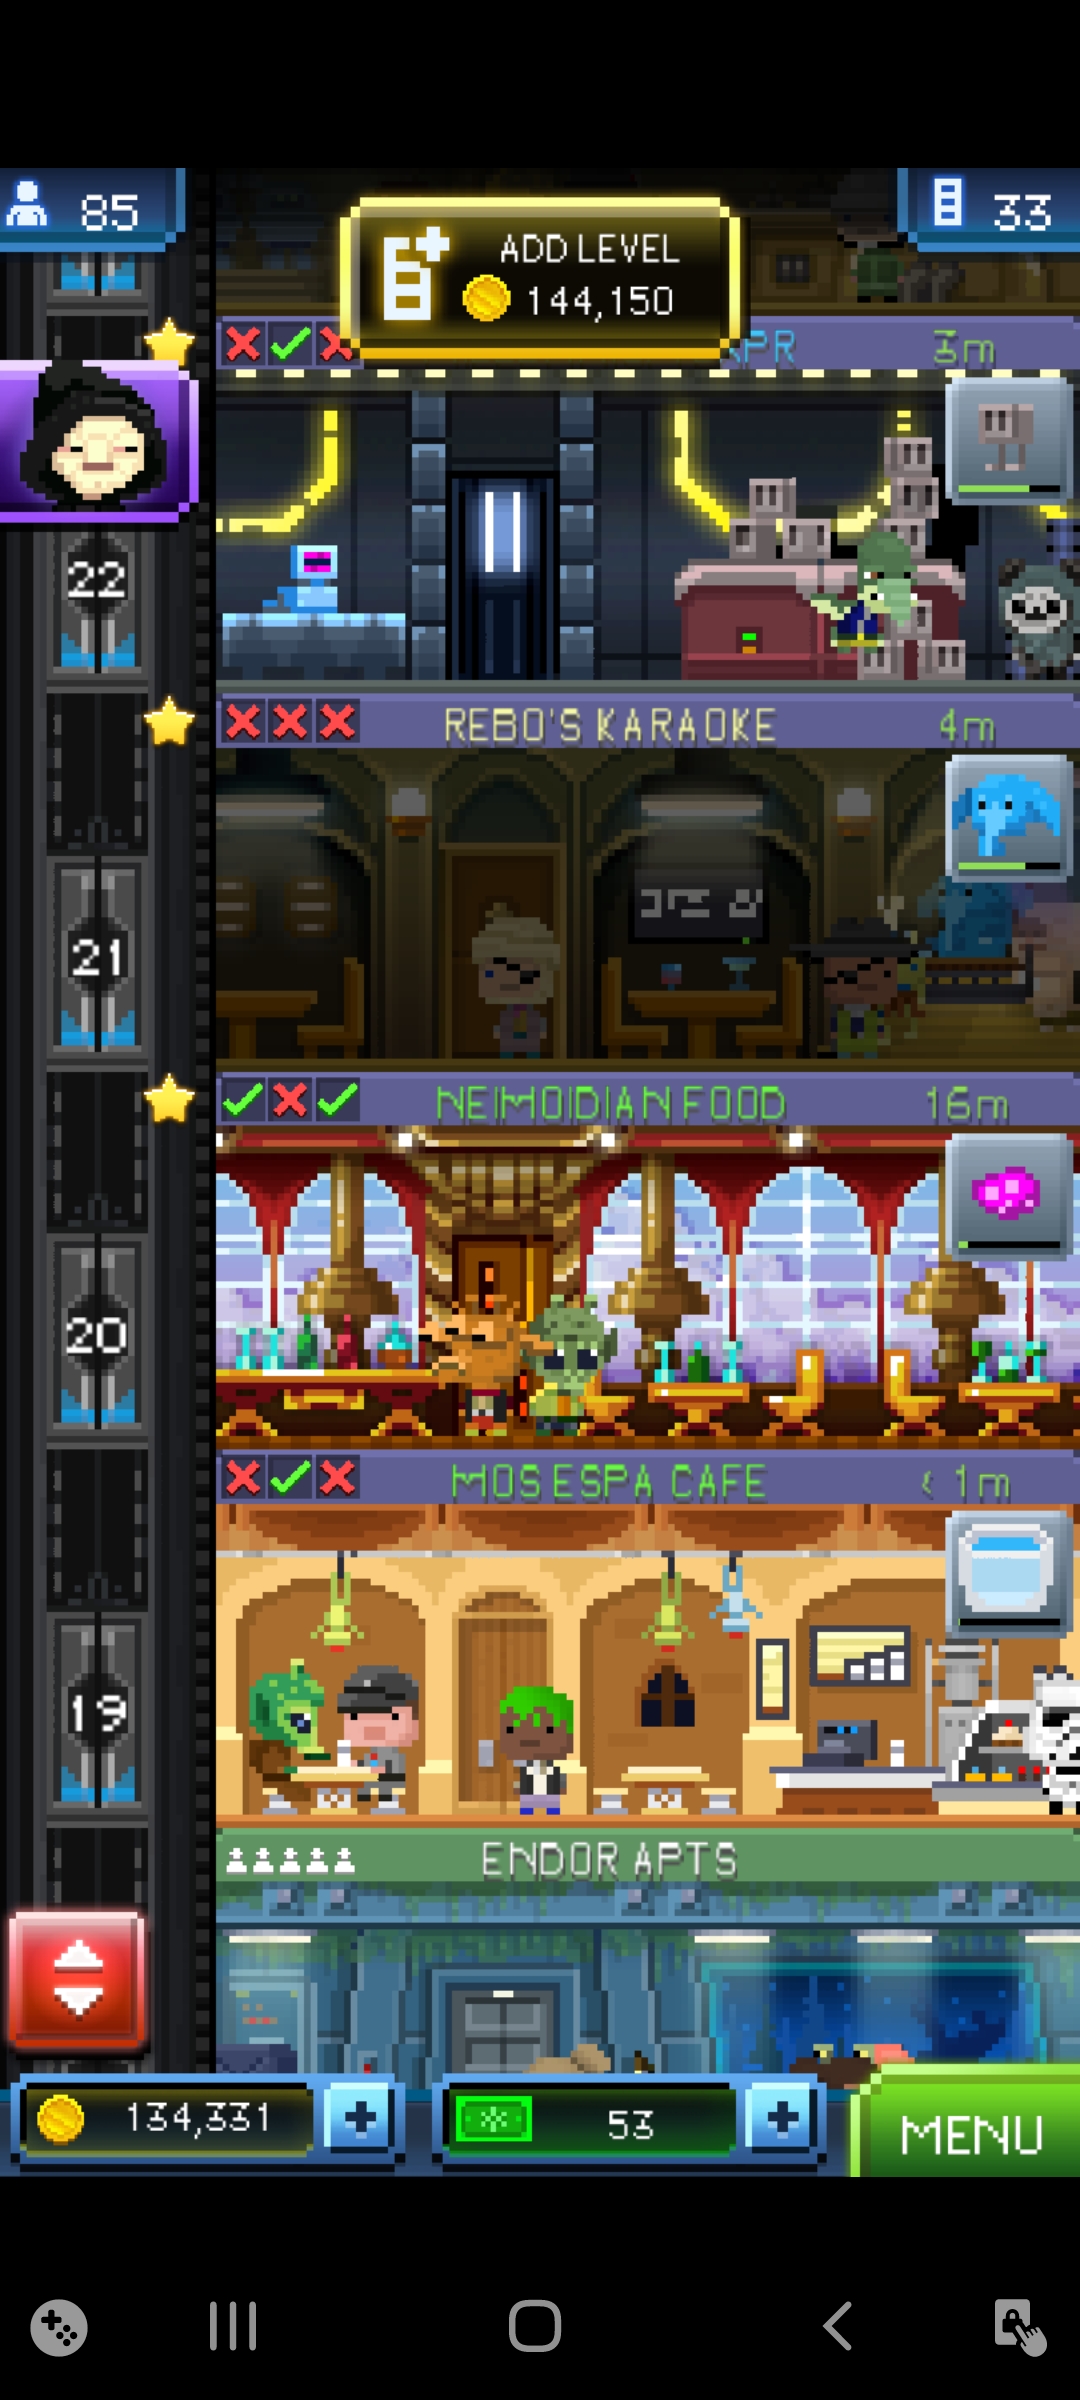 85
ADD LEVEL
144,150
33
PR
3m
22
REBO'S KARAOKE
4m
21
NEIMOIDIAN FOOD
16m
20
MOS ESPA CAFE
< 1m
19
ENDOR APTS
134,331
53
MENU